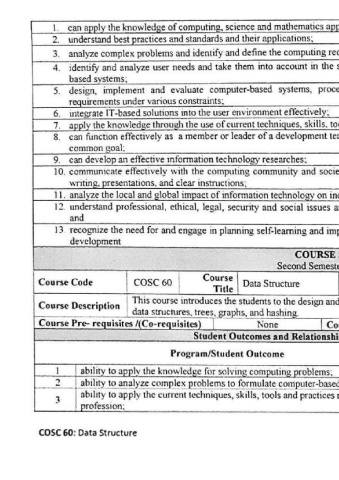 1. can apply the knowledge of computing, science and mathematics app
2. understand best practices and standards and their applications;
3. analyze complex problems and identify and define the computing rec
4. identify and analyze user needs and take them into account in the s
based systems;
5. design, implement and evaluate computer-based systems, proce
requirements under various constraints;
6. integrate IT-based solutions into the user environment effectively;
7. apply the knowledge through the use of current techniques, skills, to
8. can function effectively as a member or leader of a development tea
common goal;
9. can develop an effective information technology researches;
10. communicate effectively with the computing community and socie
writing, presentations, and clear instructions;
11. analyze the local and global impact of information technology on in
12. understand professional, ethical, legal, security and social issues a
and
13 recognize the need for and engage in planning self-learning and imp
development
COURSE
Second Semeste
Course Code COSC 60 Course Title Data Structure
Course Description This course introduces the students to the design and
data structures, trees, graphs, and hashing.
Course Pre- requisites /(Co-requisites) None Co
Student Outcomes and Relationshi
Program/Student Outcome
1 ability to apply the knowledge for solving computing problems;
2 ability to analyze complex problems to formulate computer-based
3 ability to apply the current techniques, skills, tools and practices
profession;
COSC 60: Data Structure